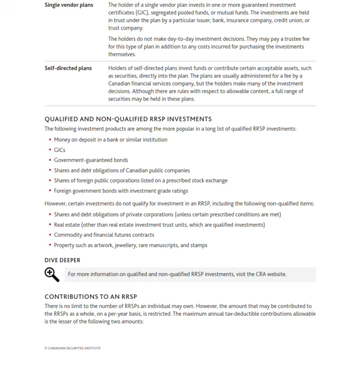 Single vendor plans
The holder of a single vendor plan invests in one or more guaranteed investment
certificates (GIC), segregated pooled funds, or mutual funds. The investments are held
in trust under the plan by a particular issuer, bank, insurance company, credit union, or
trust company.
The holders do not make day-to-day investment decisions. They may pay a trustee fee
for this type of plan in addition to any costs incurred for purchasing the investments
themselves.
Self-directed plans
Holders of self-directed plans invest funds or contribute certain acceptable assets, such
as securities, directly into the plan. The plans are usually administered for a fee by a
Canadian financial services company, but the holders make many of the investment
decisions. Although there are rules with respect to allowable content, a full range of
securities may be held in these plans.
QUALIFIED AND NON-QUALIFIED RRSP INVESTMENTS
The following investment products are among the more popular in a long list of qualified RRSP investments:
• Money on deposit in a bank or similar institution
• GICs
• Government-guaranteed bonds
• Shares and debt obligations of Canadian public companies
• Shares of foreign public corporations listed on a prescribed stock exchange
• Foreign government bonds with investment grade ratings
However, certain investments do not qualify for investment in an RRSP, including the following non-qualified items:
• Shares and debt obligations of private corporations (unless certain prescribed conditions are met)
• Real estate (other than real estate investment trust units, which are qualified investments)
• Commodity and financial futures contracts
• Property such as artwork, jewellery, rare manuscripts, and stamps
DIVE DEEPER
For more information on qualified and non-qualified RRSP investments, visit the CRA website.
CONTRIBUTIONS TO AN RRSP
There is no limit to the number of RRSPs an individual may own. However, the amount that may be contributed
to the RRSPs as a whole, on a per-year basis, is restricted. The maximum annual tax-deductible contributions allowable
is the lesser of the following two amounts:
© CANADIAN SECURITIES INSTITUTE